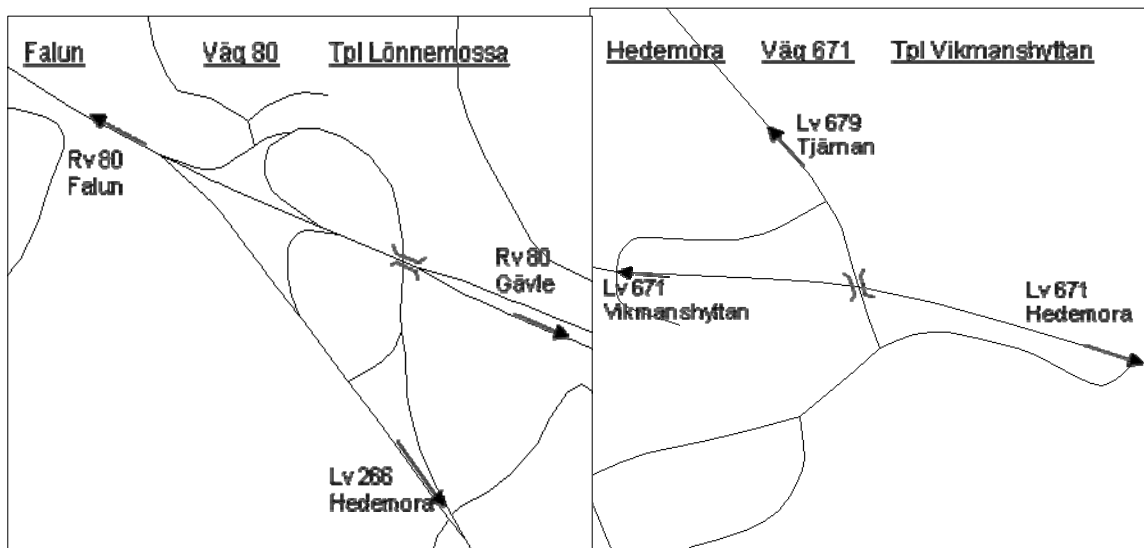 Falun Väg 80 Tpl Lönnemossa
Rv 80
Falun
Rv 80
Gävle
Lv 266
Hedemora
Hedemora Väg 671 Tpl Vikmanshyttan
Lv 679
Tjärnan
Lv 671
Vikmanshyttan
Lv 671
Hedemora